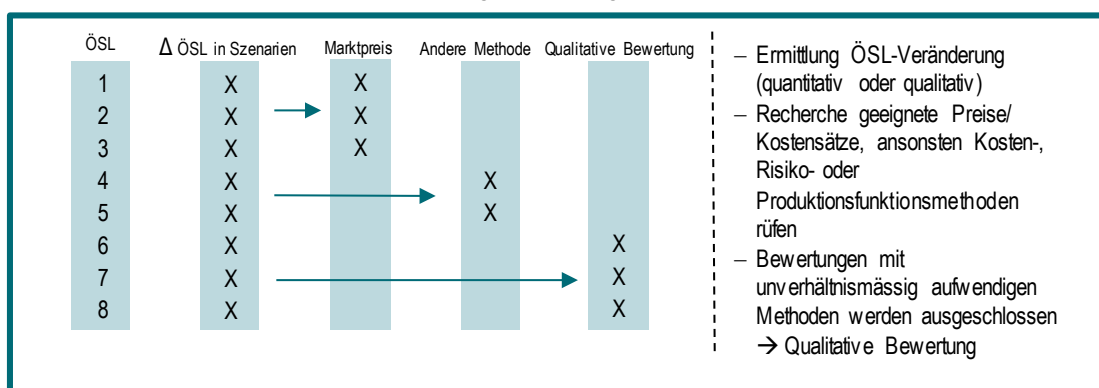 ÖSL Δ ÖSL in Szenarien Marktpreis Andere Methode Qualitative Bewertung
1 X X
2 X X
3 X X
4 X X
5 X X
6 X X
7 X X
8 X X
– Ermittlung ÖSL-Veränderung
(quantitativ oder qualitativ)
– Recherche geeignete Preise/
Kostensätze, ansonsten Kosten-,
Risiko- oder
Produktionsfunktionsmethoden
rüfen
– Bewertungen mit
unverhältnismässig aufwendigen
Methoden werden ausgeschlossen
→ Qualitative Bewertung